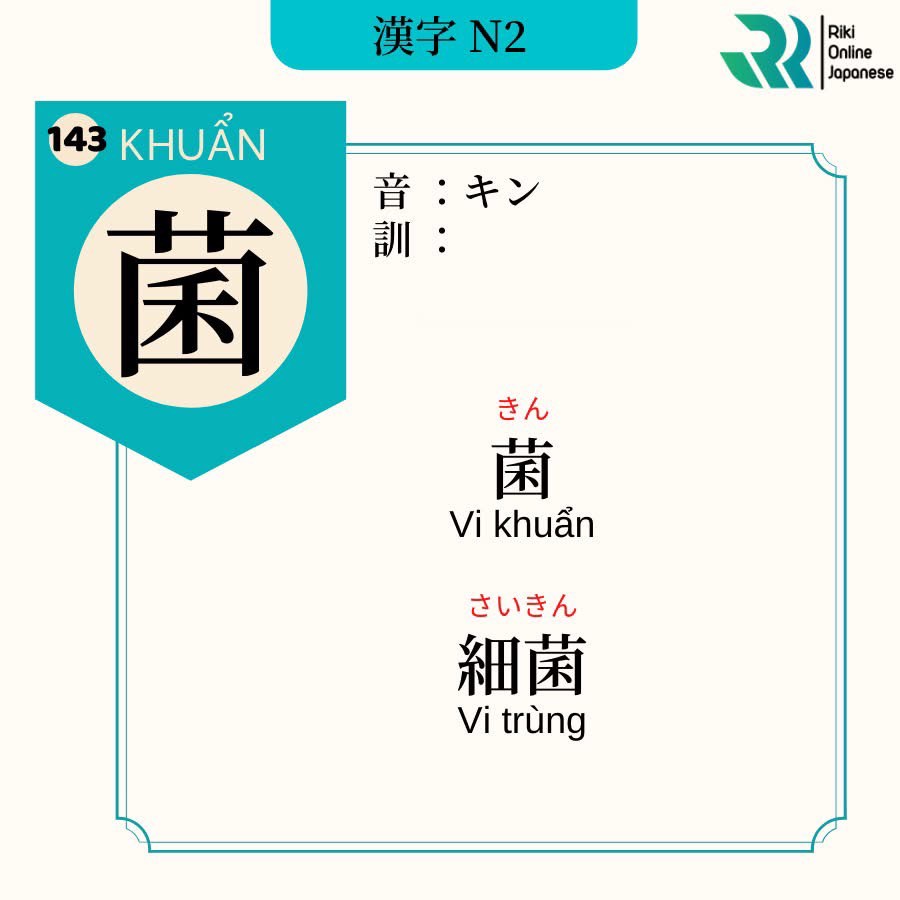 漢字 N2
Riki
Online
Japanese
143 KHUẨN
菌
音 ：キン
訓 ：
きん
菌
Vi khuẩn
さいきん
細菌
Vi trùng